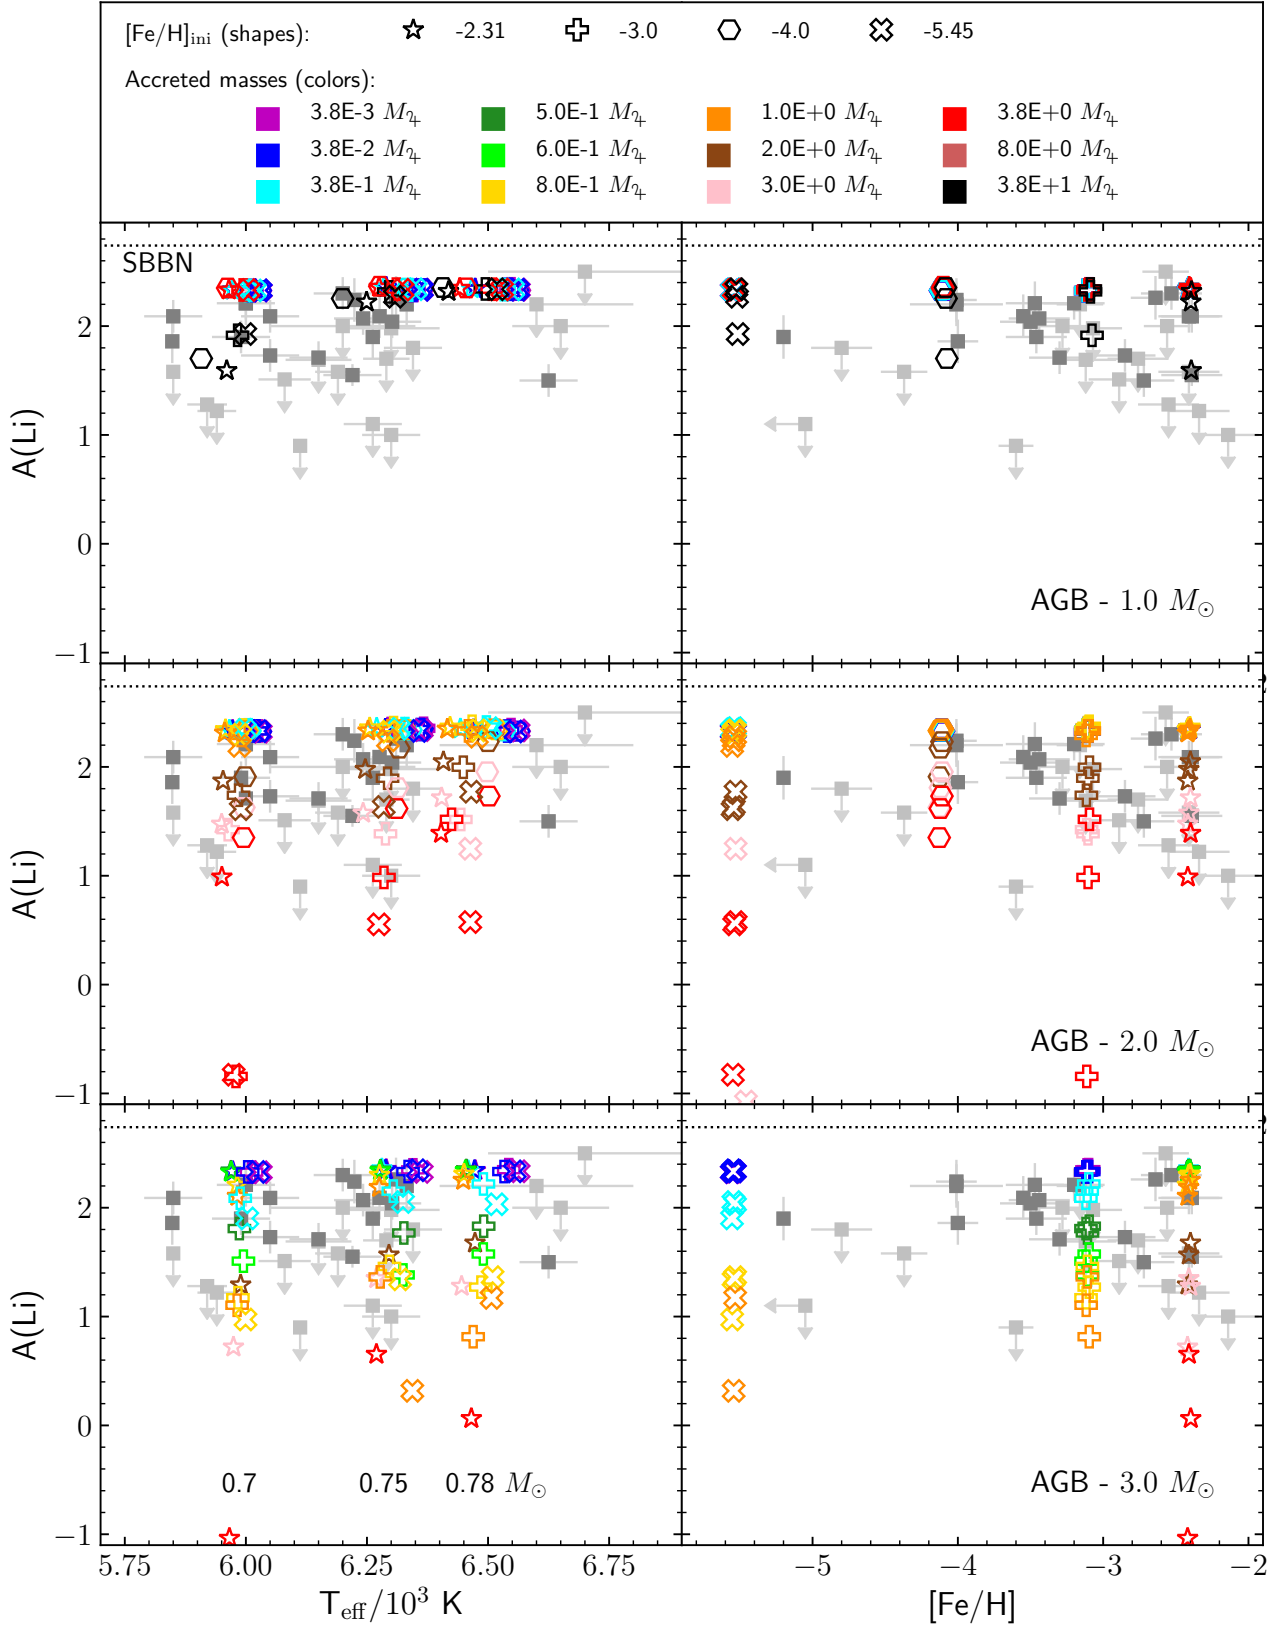 [Fe/H]ini (shapes): -2.31 -3.0 -4.0 -5.45
Accreted masses (colors):
3.8E-3 M♃ 5.0E-1 M♃ 1.0E+0 M♃ 3.8E+0 M♃
3.8E-2 M♃ 6.0E-1 M♃ 2.0E+0 M♃ 8.0E+0 M♃
3.8E-1 M♃ 8.0E-1 M♃ 3.0E+0 M♃ 3.8E+1 M♃
SBBN
2
1
0
−1
A(Li)
AGB - 1.0 M⊙
2
1
0
−1
A(Li)
AGB - 2.0 M⊙
2
1
0
−1
A(Li)
0.7 0.75 0.78 M⊙
AGB - 3.0 M⊙
5.75 6.00 6.25 6.50 6.75
−5 −4 −3 −2
Teff/10³ K
[Fe/H]